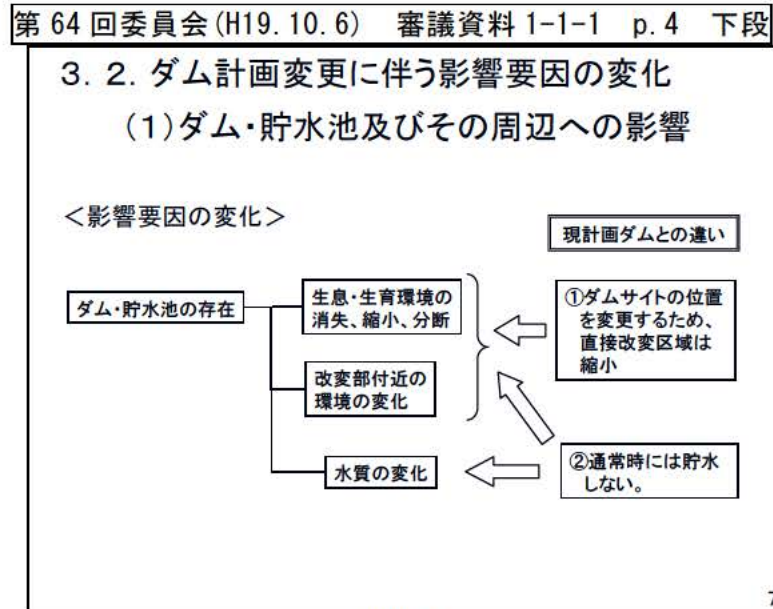 第64回委員会(H19.10.6) 審議資料1-1-1 p.4 下段
3.2.ダム計画変更に伴う影響要因の変化
(1)ダム・貯水池及びその周辺への影響
<影響要因の変化>
現計画ダムとの違い
ダム・貯水池の存在
生息・生育環境の
消失、縮小、分断
改変部付近の
環境の変化
水質の変化
①ダムサイトの位置
を変更するため、
直接改変区域は
縮小
②通常時には貯水
しない。